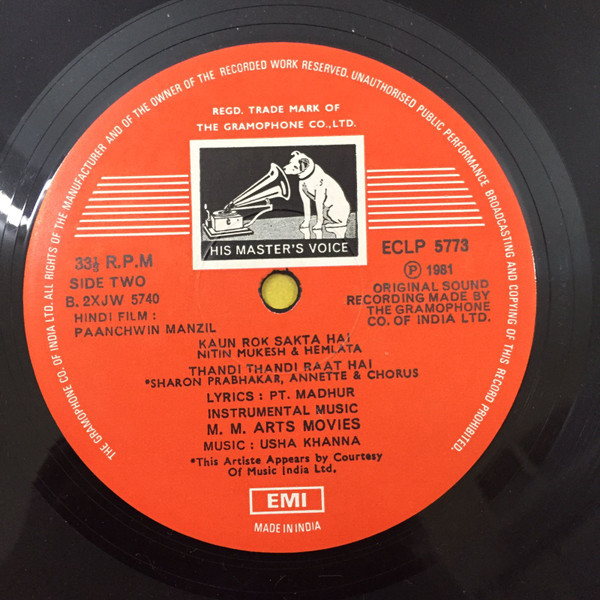 THE GRAMOPHONE CO. OF INDIA LTD. ALL RIGHTS OF THE MANUFACTURER AND OF THE OWNER OF THE RECORDED WORK RESERVED. UNAUTHORISED PUBLIC PERFORMANCE BROADCASTING AND COPYING OF THIS RECORD PROHIBITED.
REGD. TRADE MARK OF
THE GRAMOPHONE CO., LTD.
HIS MASTER'S VOICE
33⅓ R.P.M
SIDE TWO
B. 2XJW 5740
HINDI FILM :
PAANCHWIN MANZIL
ECLP 5773
Ⓟ 1981
ORIGINAL SOUND
RECORDING MADE BY
THE GRAMOPHONE
CO. OF INDIA LTD.
KAUN ROK SAKTA HAI
NITIN MUKESH & HEMLATA
THANDI THANDI RAAT HAI
*SHARON PRABHAKAR, ANNETTE & CHORUS
LYRICS : PT. MADHUR
INSTRUMENTAL MUSIC
M. M. ARTS MOVIES
MUSIC : USHA KHANNA
*This Artiste Appears by Courtesy
Of Music India Ltd.
EMI
MADE IN INDIA